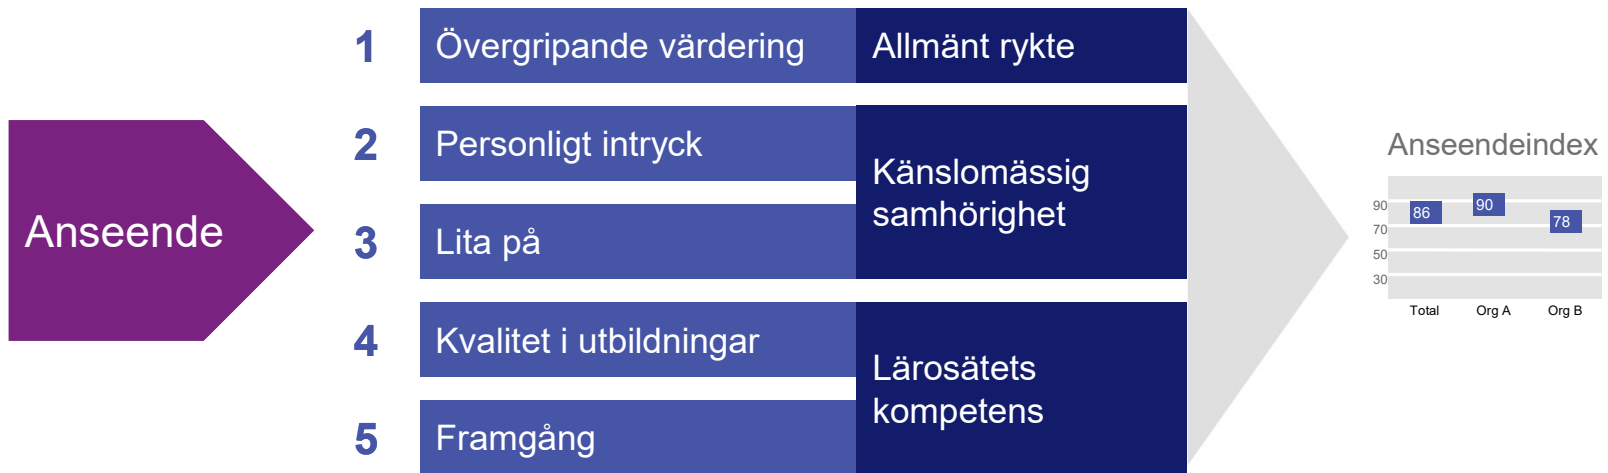 Anseende
1 Övergripande värdering Allmänt rykte
2 Personligt intryck
Känslomässig
samhörighet
3 Lita på
4 Kvalitet i utbildningar
Lärosätets
kompetens
5 Framgång
Anseendeindex
90
70
50
30
86 90 78
Total Org A Org B